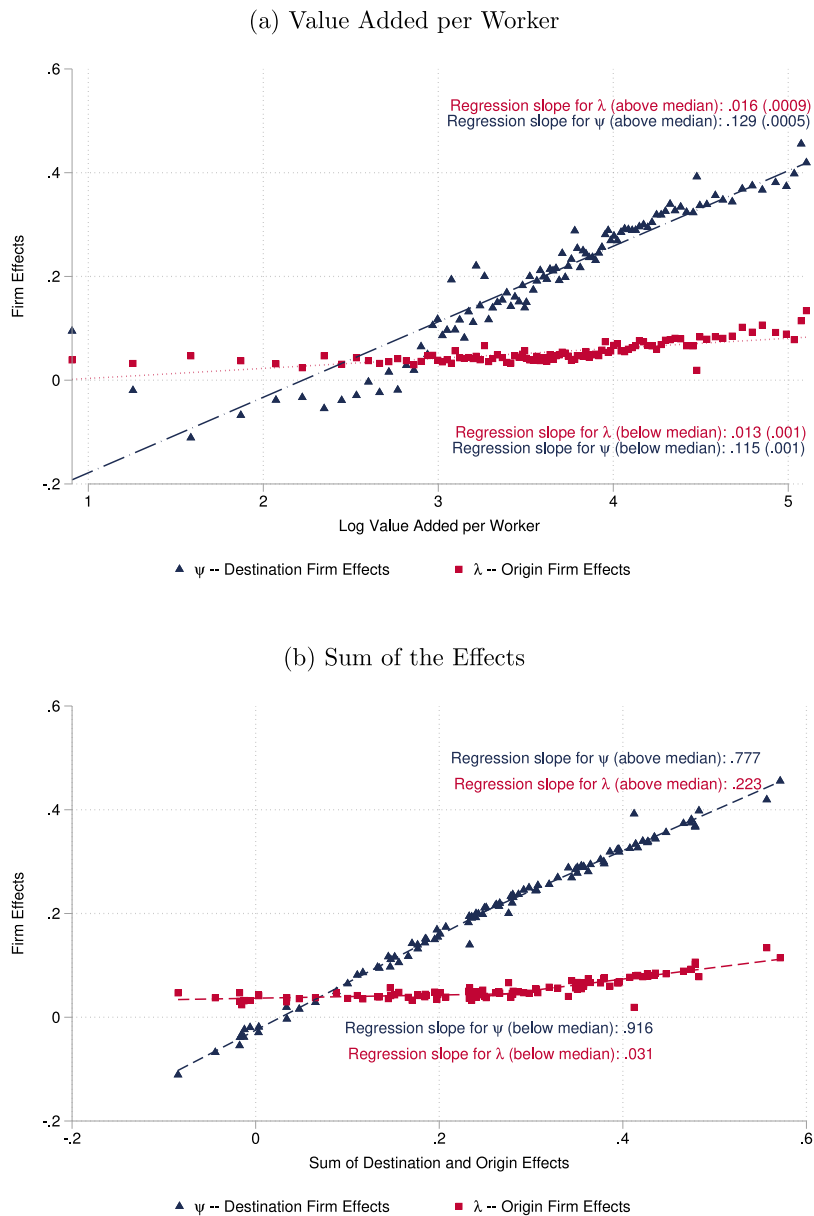 (a) Value Added per Worker
.6
Regression slope for λ (above median): .016 (.0009)
Regression slope for ψ (above median): .129 (.0005)
.4
Firm Effects
.2
0
Regression slope for λ (below median): .013 (.001)
Regression slope for ψ (below median): .115 (.001)
-.2
1 2 3 4 5
Log Value Added per Worker
ψ -- Destination Firm Effects λ -- Origin Firm Effects
(b) Sum of the Effects
.6
Regression slope for ψ (above median): .777
Regression slope for λ (above median): .223
.4
Firm Effects
.2
0
Regression slope for ψ (below median): .916
Regression slope for λ (below median): .031
-.2
-.2 0 .2 .4 .6
Sum of Destination and Origin Effects
ψ -- Destination Firm Effects λ -- Origin Firm Effects